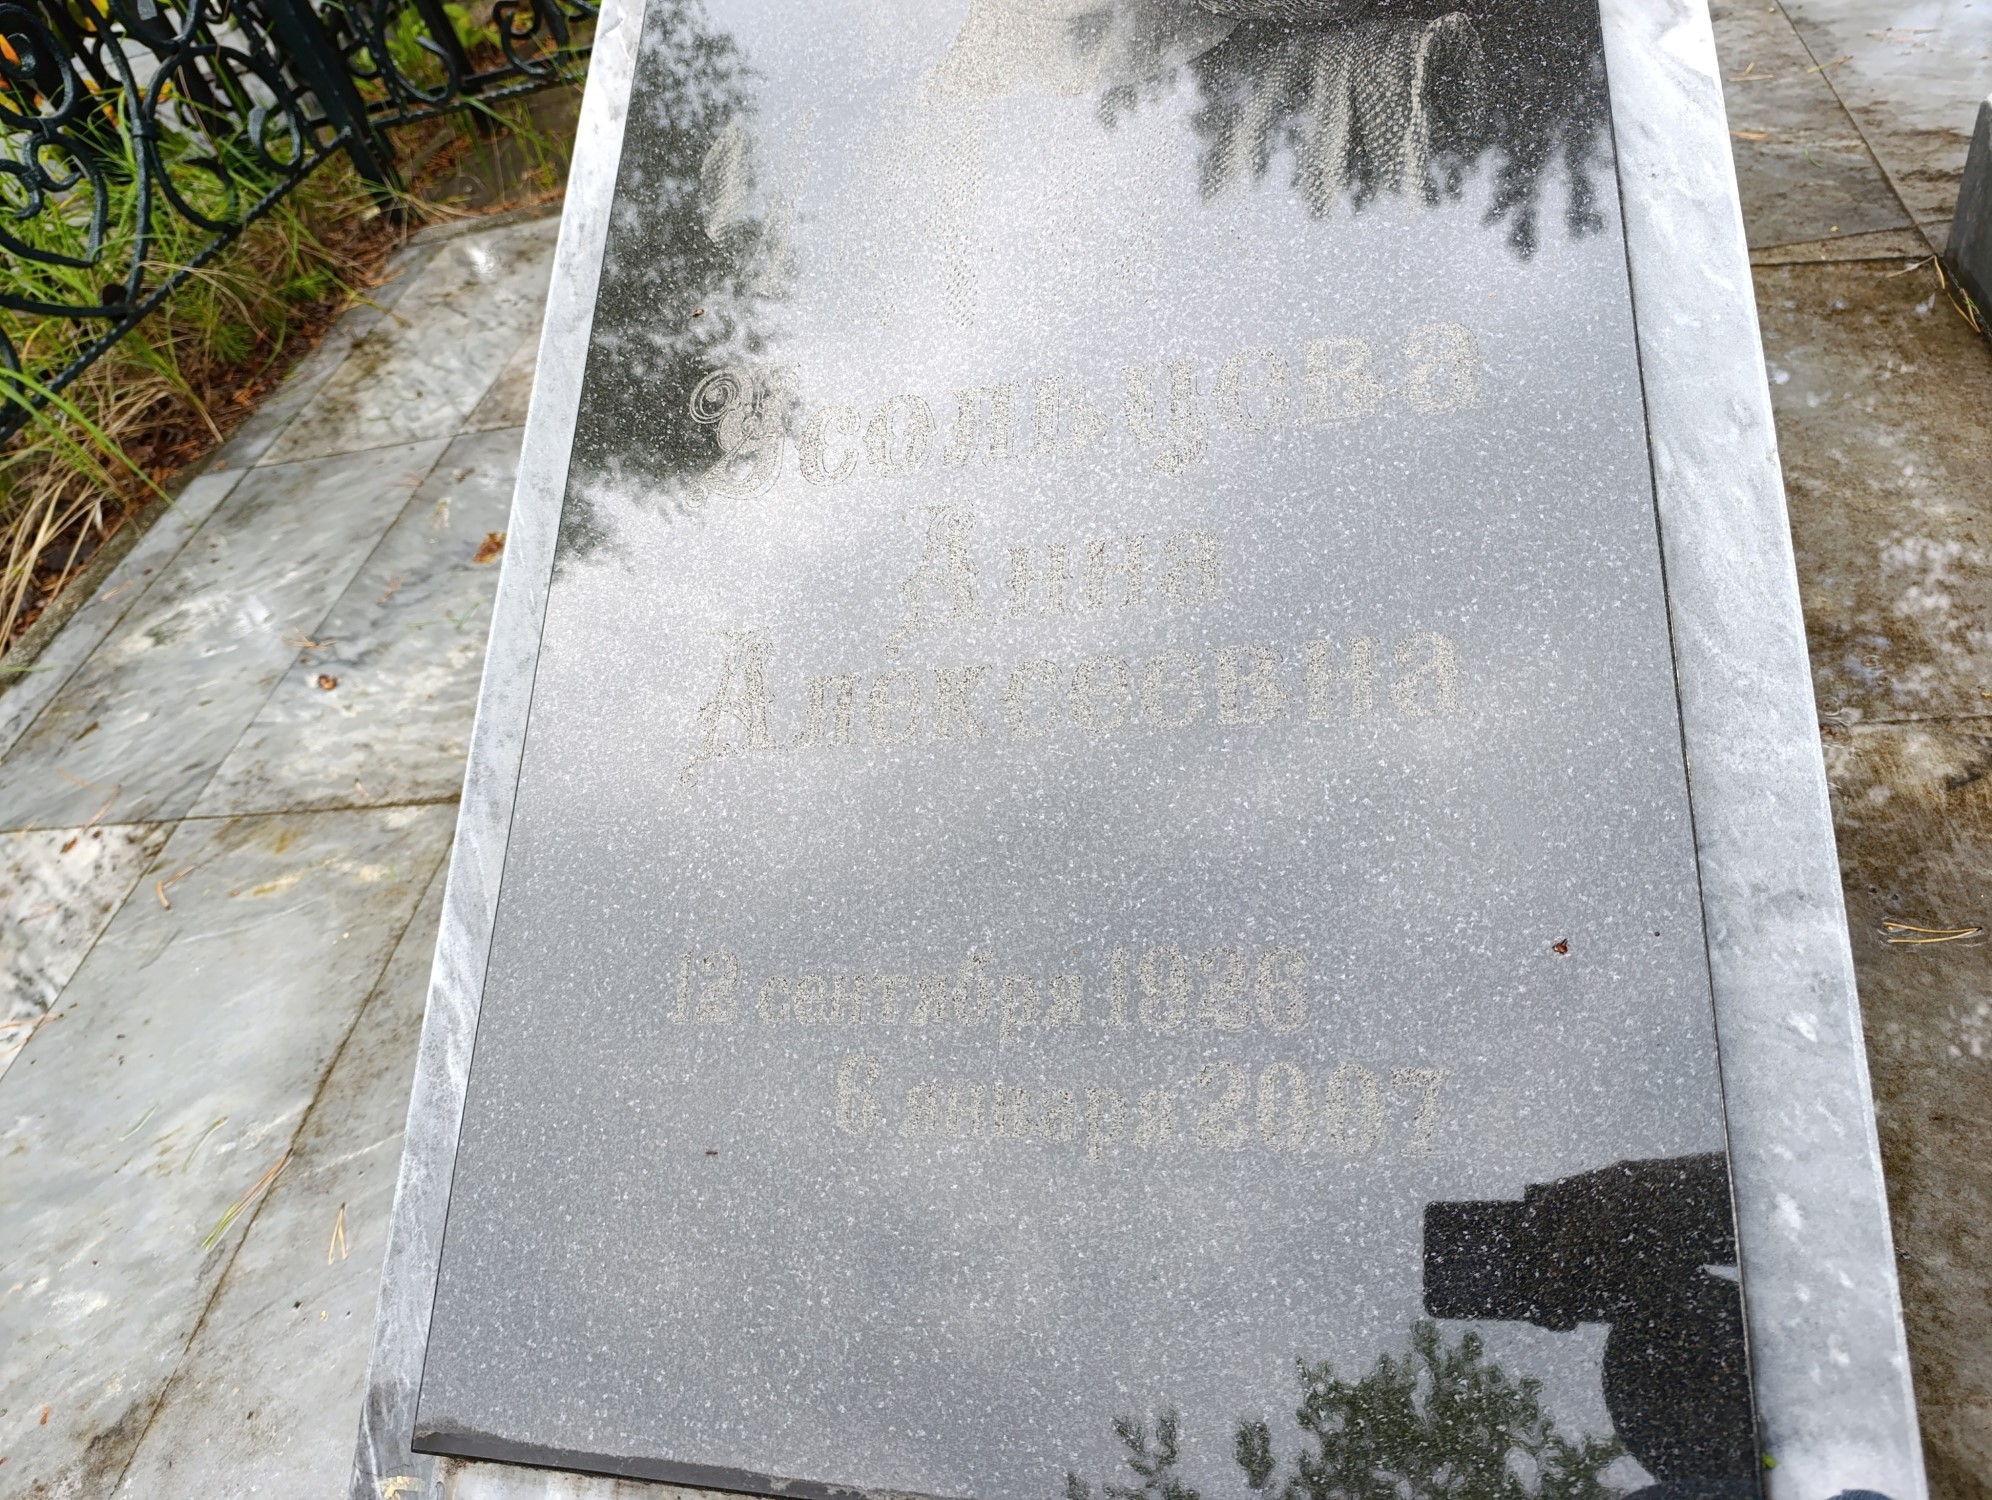 Усольцева
Анна
Алексеевна
12 сентября 1926
6 января 2007